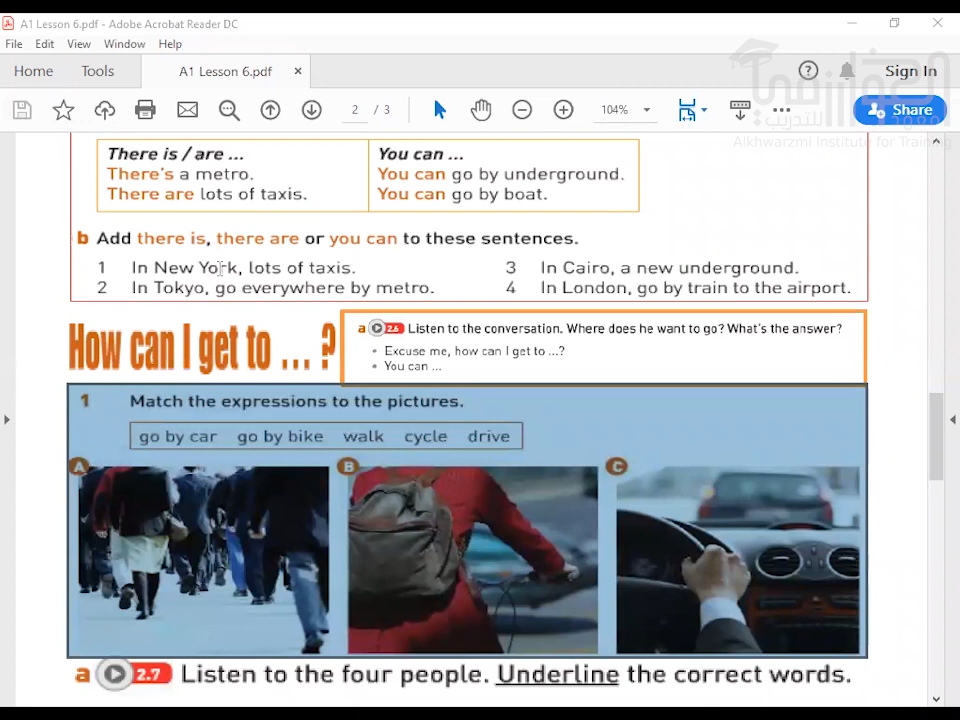 A1 Lesson 6.pdf - Adobe Acrobat Reader DC
File Edit View Window Help
Home Tools A1 Lesson 6.pdf × ? Sign In
2 / 3 104% Share
للتدريب
Alkhwarzmi Institute for Training
There is / are ... You can ...
There's a metro. You can go by underground.
There are lots of taxis. You can go by boat.
b Add there is, there are or you can to these sentences.
1 In New York, lots of taxis. 3 In Cairo, a new underground.
2 In Tokyo, go everywhere by metro. 4 In London, go by train to the airport.
How can I get to ... ?
a 2.6 Listen to the conversation. Where does he want to go? What's the answer?
• Excuse me, how can I get to ...?
• You can ...
1 Match the expressions to the pictures.
go by car go by bike walk cycle drive
A B C
a 2.7 Listen to the four people. Underline the correct words.